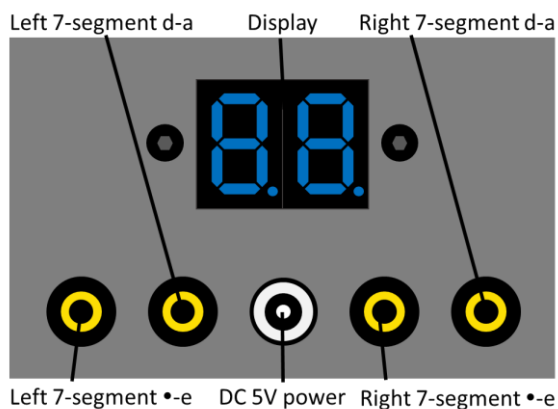 Left 7-segment d-a
Display
Right 7-segment d-a
Left 7-segment •-e
DC 5V power
Right 7-segment •-e